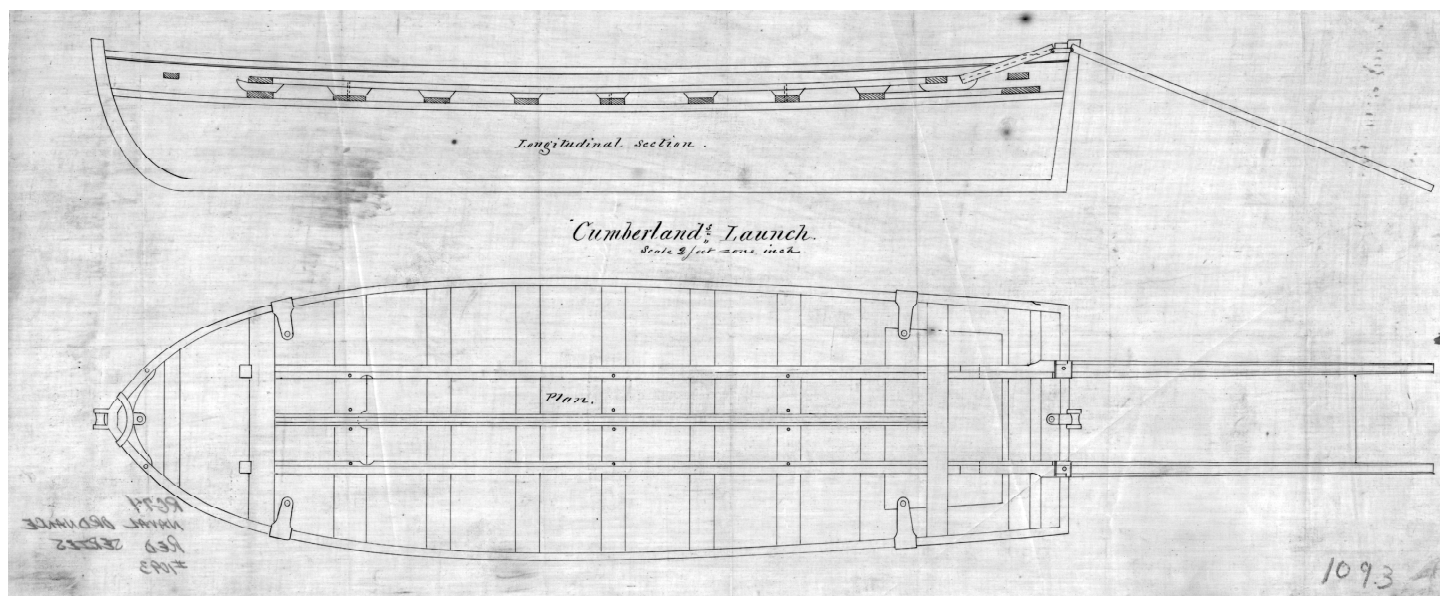 Longitudinal Section.
Cumberland's Launch.
Scale 2 feet = one inch
Plan.
RG74
NAVAL ORDNANCE
RED SERIES
#1093
1093